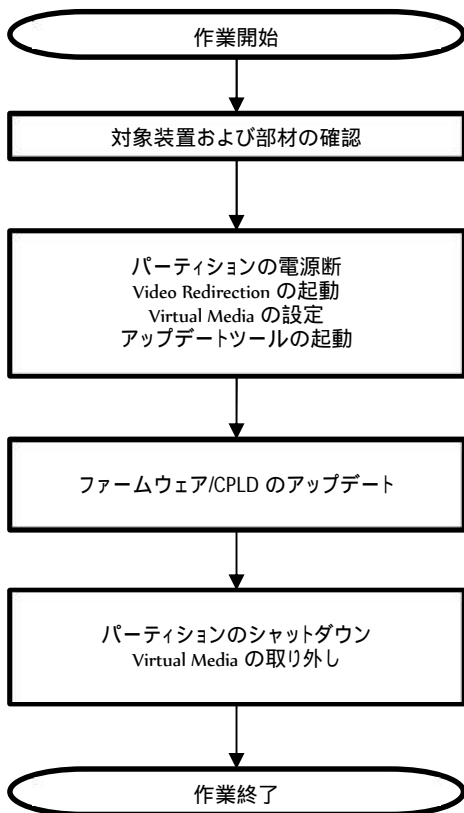 作業開始
対象装置および部材の確認
パーティションの電源断
Video Redirection の起動
Virtual Media の設定
アップデートツールの起動
ファームウェア/CPLD のアップデート
パーティションのシャットダウン
Virtual Media の取り外し
作業終了